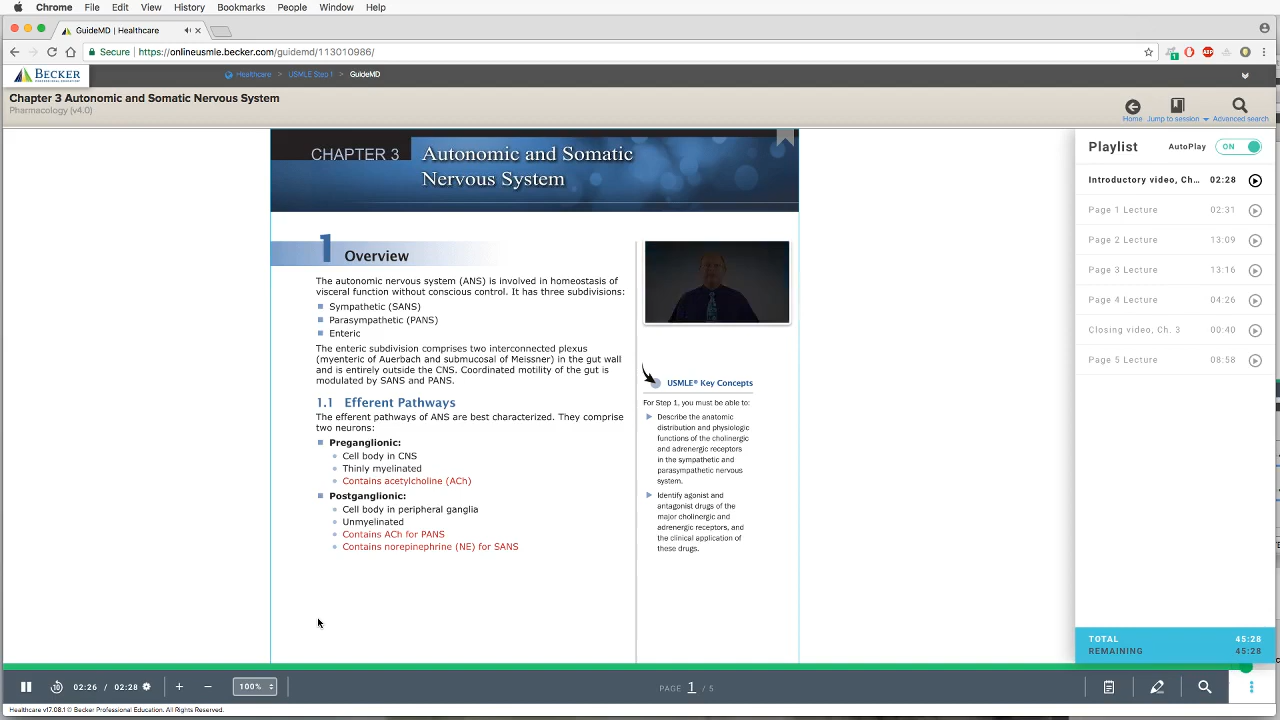 Chrome File Edit View History Bookmarks People Window Help
GuideMD | Healthcare
Secure https://onlineusmle.becker.com/guidemd/113010986/
BECKER
PROFESSIONAL EDUCATION
Healthcare > USMLE Step 1 > GuideMD
Chapter 3 Autonomic and Somatic Nervous System
Pharmacology (v4.0)
Home Jump to session Advanced search
CHAPTER 3 Autonomic and Somatic
Nervous System
1 Overview
The autonomic nervous system (ANS) is involved in homeostasis of
visceral function without conscious control. It has three subdivisions:
Sympathetic (SANS)
Parasympathetic (PANS)
Enteric
The enteric subdivision comprises two interconnected plexus
(myenteric of Auerbach and submucosal of Meissner) in the gut wall
and is entirely outside the CNS. Coordinated motility of the gut is
modulated by SANS and PANS.
1.1 Efferent Pathways
The efferent pathways of ANS are best characterized. They comprise
two neurons:
Preganglionic:
Cell body in CNS
Thinly myelinated
Contains acetylcholine (ACh)
Postganglionic:
Cell body in peripheral ganglia
Unmyelinated
Contains ACh for PANS
Contains norepinephrine (NE) for SANS
USMLE® Key Concepts
For Step 1, you must be able to:
Describe the anatomic
distribution and physiologic
functions of the cholinergic
and adrenergic receptors
in the sympathetic and
parasympathetic nervous
system.
Identify agonist and
antagonist drugs of the
major cholinergic and
adrenergic receptors, and
the clinical application of
these drugs.
Playlist AutoPlay ON
Introductory video, Ch... 02:28
Page 1 Lecture 02:31
Page 2 Lecture 13:09
Page 3 Lecture 13:16
Page 4 Lecture 04:26
Closing video, Ch. 3 00:40
Page 5 Lecture 08:58
TOTAL 45:28
REMAINING 45:28
10 02:26 / 02:28 100% PAGE 1 / 5
Healthcare v17.08.1 © Becker Professional Education. All Rights Reserved.